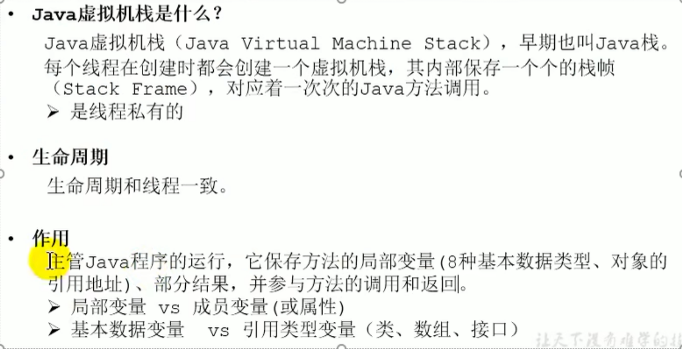 • Java虚拟机栈是什么?
Java虚拟机栈（Java Virtual Machine Stack），早期也叫Java栈。
每个线程在创建时都会创建一个虚拟机栈，其内部保存一个个的栈帧
（Stack Frame），对应着一次次的Java方法调用。
➢ 是线程私有的
• 生命周期
生命周期和线程一致。
• 作用
主管Java程序的运行，它保存方法的局部变量(8种基本数据类型、对象的
引用地址)、部分结果，并参与方法的调用和返回。
➢ 局部变量 vs 成员变量(或属性)
➢ 基本数据变量 vs 引用类型变量（类、数组、接口）
让天下没有难学的技